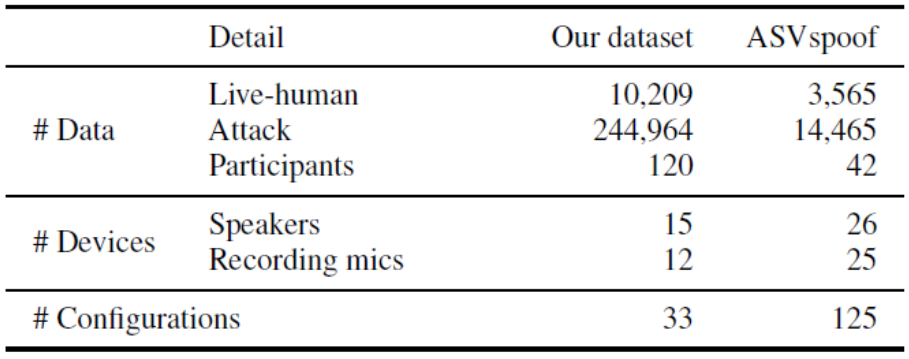 Detail Our dataset ASVspoof
Live-human 10,209 3,565
# Data Attack 244,964 14,465
Participants 120 42
Speakers 15 26
# Devices
Recording mics 12 25
# Configurations 33 125